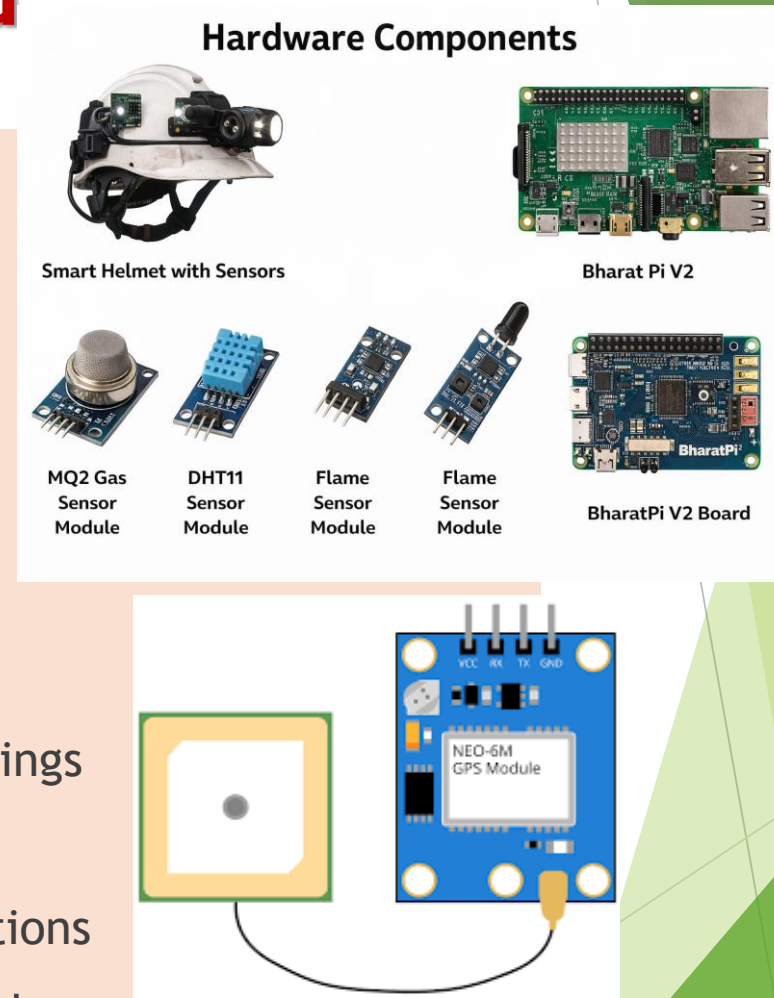 Hardware Components
Smart Helmet with Sensors
Bharat Pi V2
MQ2 Gas
Sensor
Module
DHT11
Sensor
Module
Flame
Sensor
Module
Flame
Sensor
Module
BharatPi
BharatPi V2 Board
VCC RX TX GND
NEO-6M
GPS Module
ings
tions